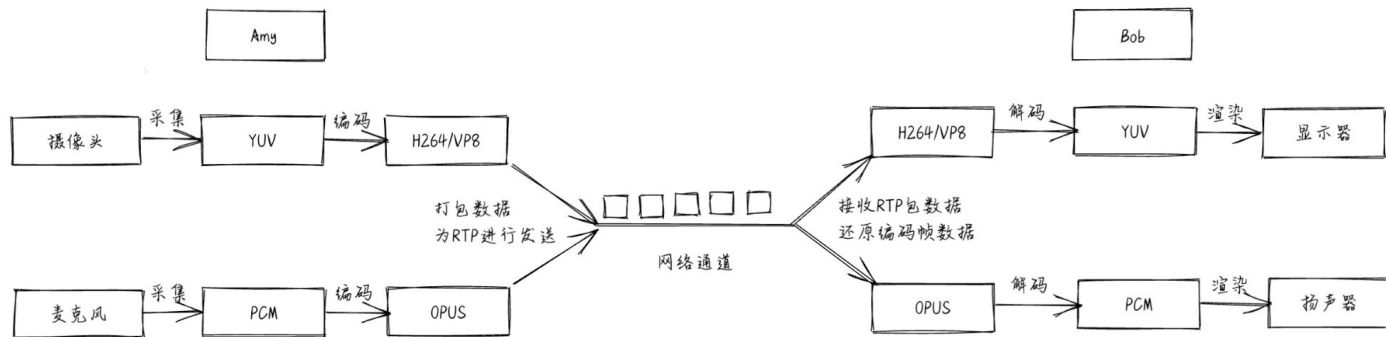 Amy
Bob
摄像头
采集
YUV
编码
H264/VP8
H264/VP8
解码
YUV
渲染
显示器
打包数据
为RTP进行发送
网络通道
接收RTP包数据
还原编码帧数据
麦克风
采集
PCM
编码
OPUS
OPUS
解码
PCM
渲染
扬声器